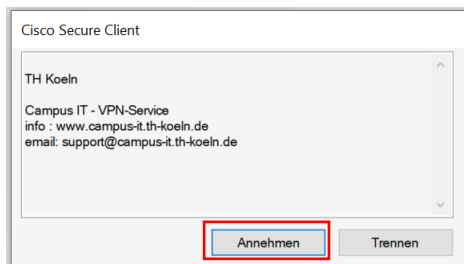 Cisco Secure Client
TH Koeln
Campus IT - VPN-Service
info : www.campus-it.th-koeln.de
email: support@campus-it.th-koeln.de
Annehmen
Trennen